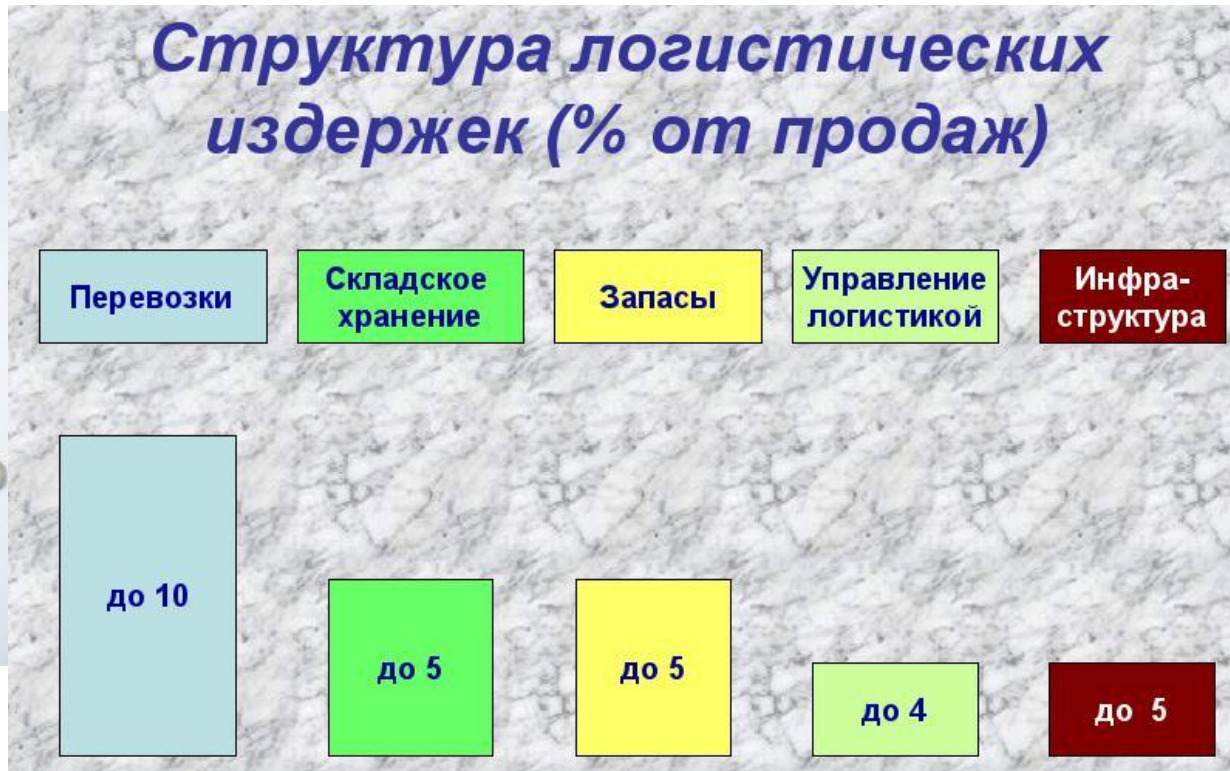 Структура логистических
издержек (% от продаж)
Перевозки
Складское
хранение
Запасы
Управление
логистикой
Инфра-
структура
до 10
до 5
до 5
до 4
до 5